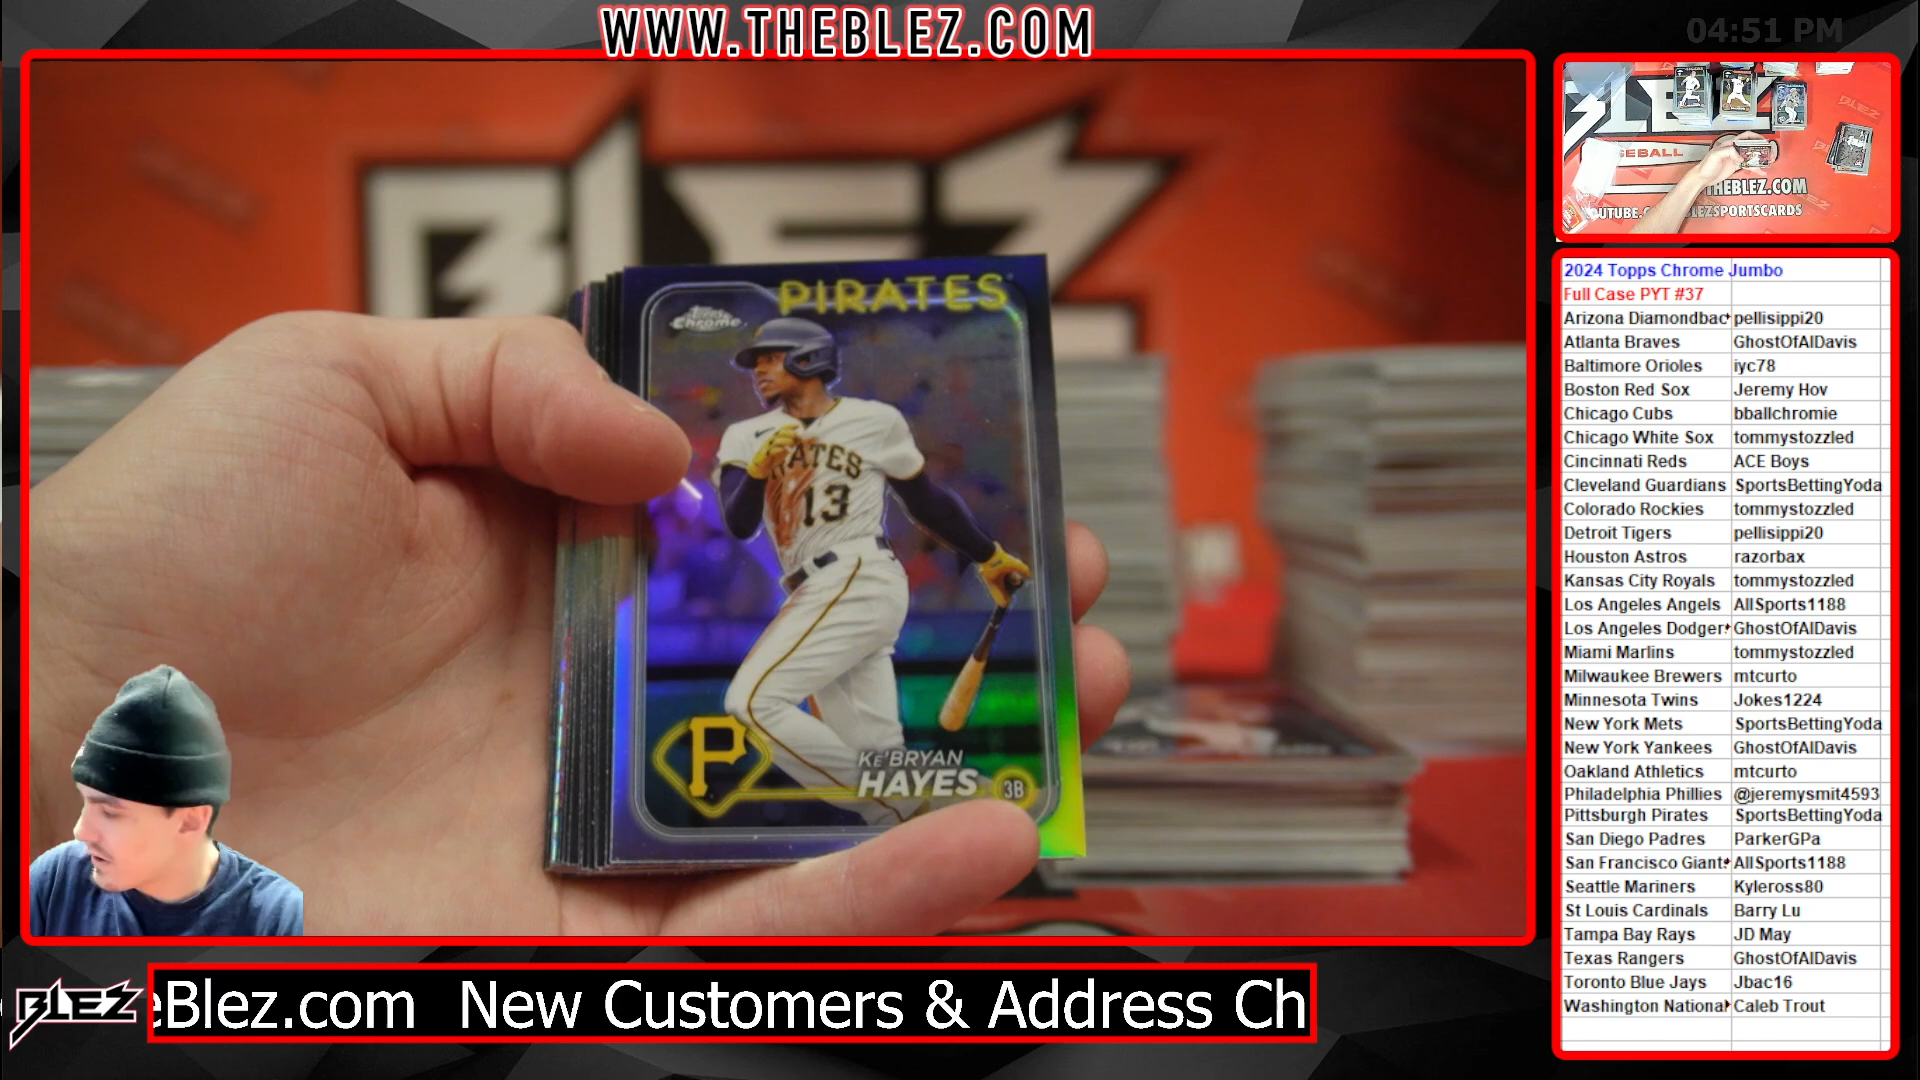 WWW.THEBLEZ.COM
04:51 PM
BLEZ
PIRATES
Topps Chrome
PIRATES
13
P
KE'BRYAN
HAYES
3B
BLEZ
EBALL
THEBLEZ.COM
OUTUBE.C
LEZSPORTSCARDS
2024 Topps Chrome Jumbo
Full Case PYT #37
Arizona Diamondbac pellisippi20
Atlanta Braves GhostOfAlDavis
Baltimore Orioles iyc78
Boston Red Sox Jeremy Hov
Chicago Cubs bballchromie
Chicago White Sox tommystozzled
Cincinnati Reds ACE Boys
Cleveland Guardians SportsBettingYoda
Colorado Rockies tommystozzled
Detroit Tigers pellisippi20
Houston Astros razorbax
Kansas City Royals tommystozzled
Los Angeles Angels AllSports1188
Los Angeles Dodger GhostOfAlDavis
Miami Marlins tommystozzled
Milwaukee Brewers mtcurto
Minnesota Twins Jokes1224
New York Mets SportsBettingYoda
New York Yankees GhostOfAlDavis
Oakland Athletics mtcurto
Philadelphia Phillies @jeremysmit4593
Pittsburgh Pirates SportsBettingYoda
San Diego Padres ParkerGPa
San Francisco Giant AllSports1188
Seattle Mariners Kyleross80
St Louis Cardinals Barry Lu
Tampa Bay Rays JD May
Texas Rangers GhostOfAlDavis
Toronto Blue Jays Jbac16
Washington National Caleb Trout
BLEZ
eBlez.com New Customers & Address Ch